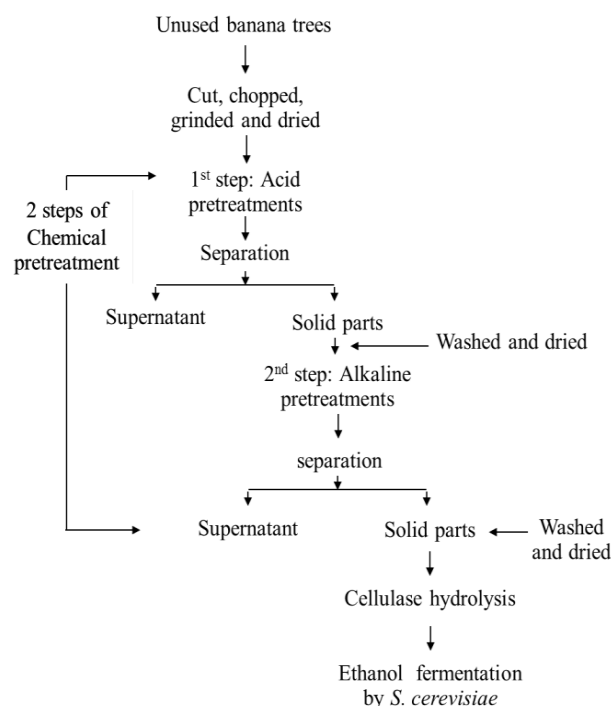 Unused banana trees
Cut, chopped,
grinded and dried
1st step: Acid
pretreatments
2 steps of
Chemical
pretreatment
Separation
Supernatant
Solid parts
Washed and dried
2nd step: Alkaline
pretreatments
separation
Supernatant
Solid parts
Washed
and dried
Cellulase hydrolysis
Ethanol fermentation
by S. cerevisiae